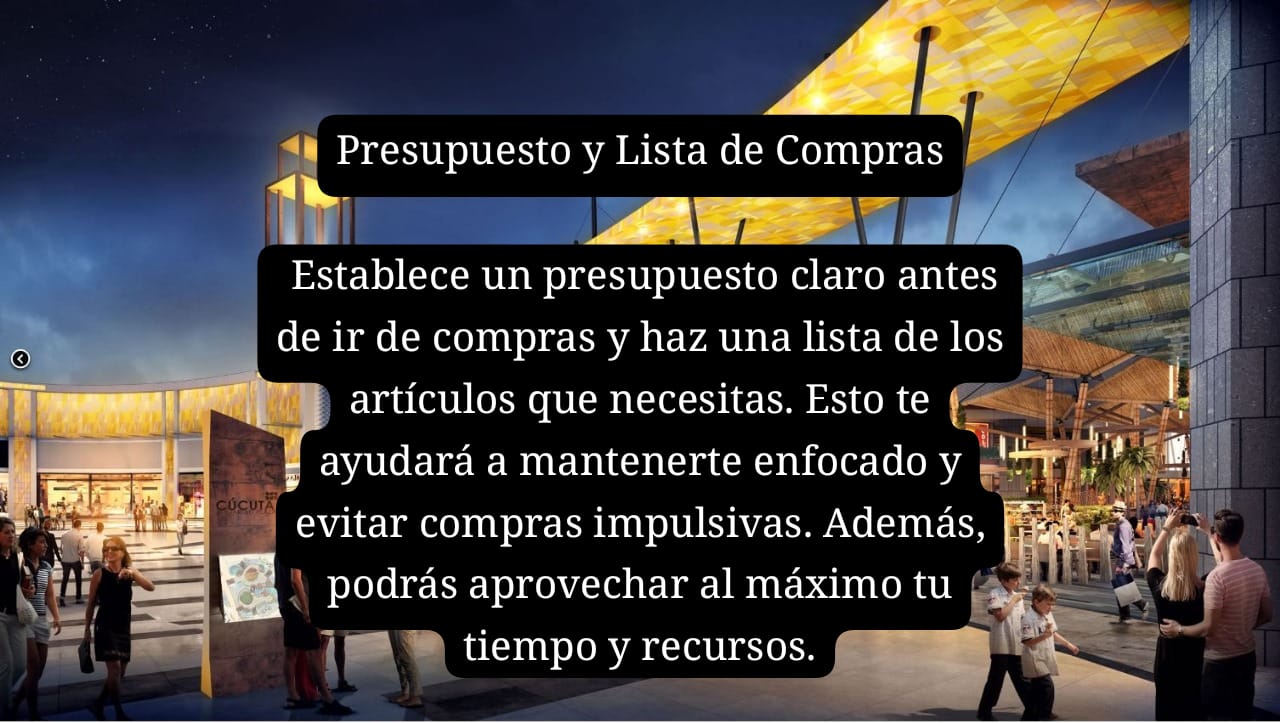 Presupuesto y Lista de Compras
Establece un presupuesto claro antes
de ir de compras y haz una lista de los
artículos que necesitas. Esto te
ayudará a mantenerte enfocado y
evitar compras impulsivas. Además,
podrás aprovechar al máximo tu
tiempo y recursos.
CÚCUTA